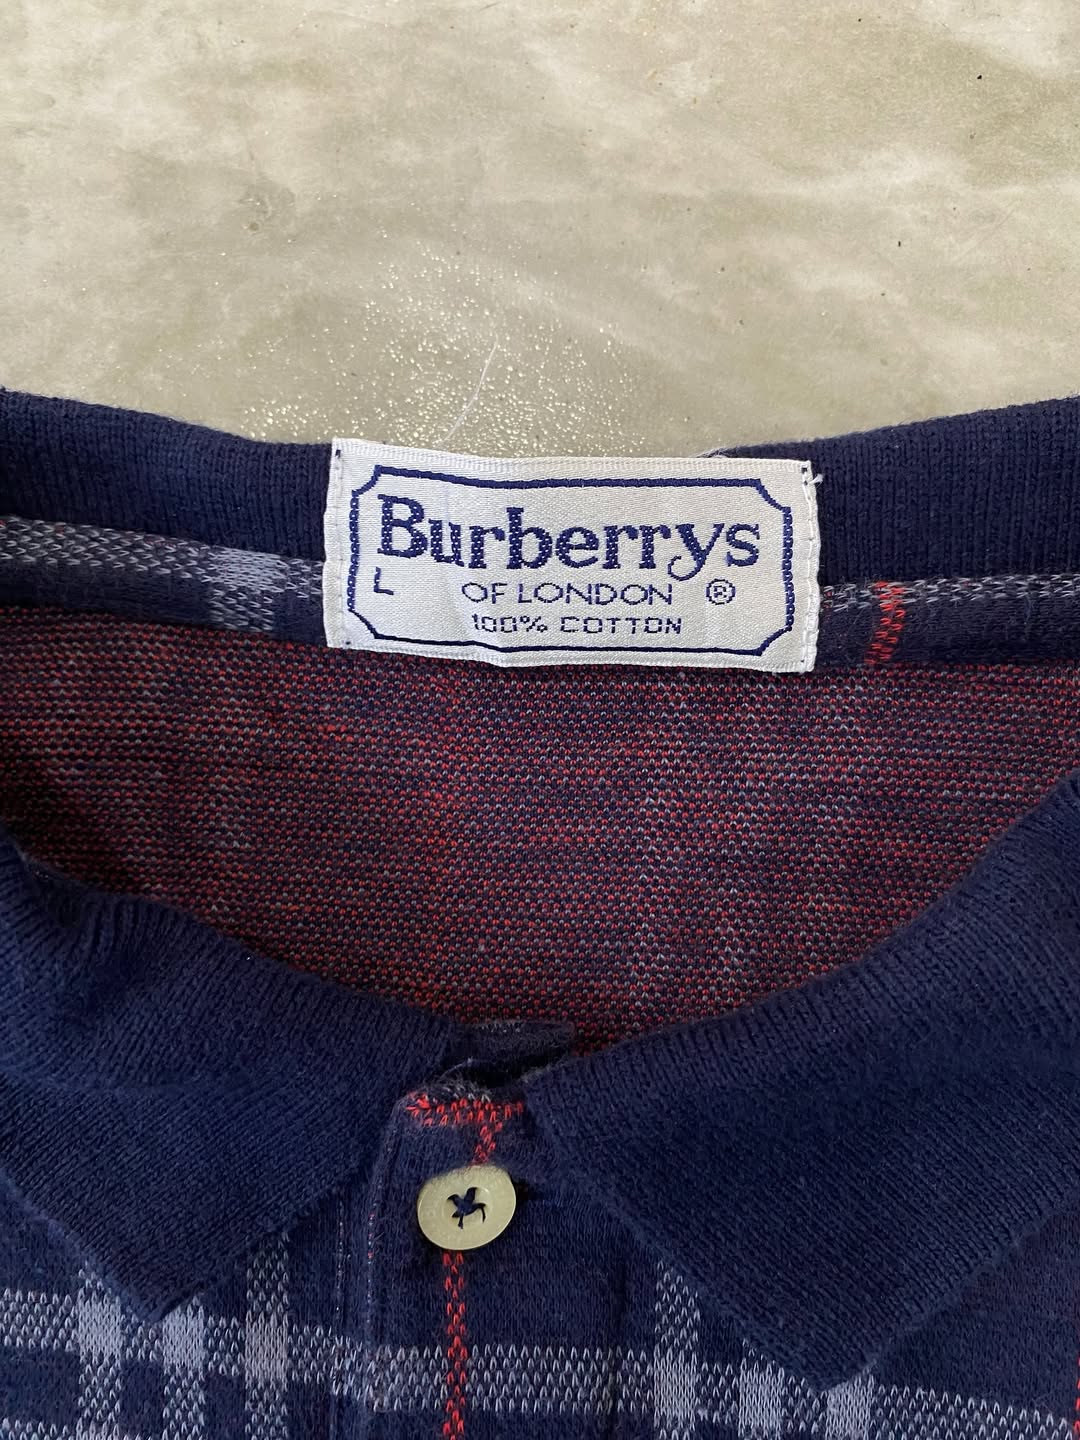 Burberrys
L OF LONDON ®
100% COTTON